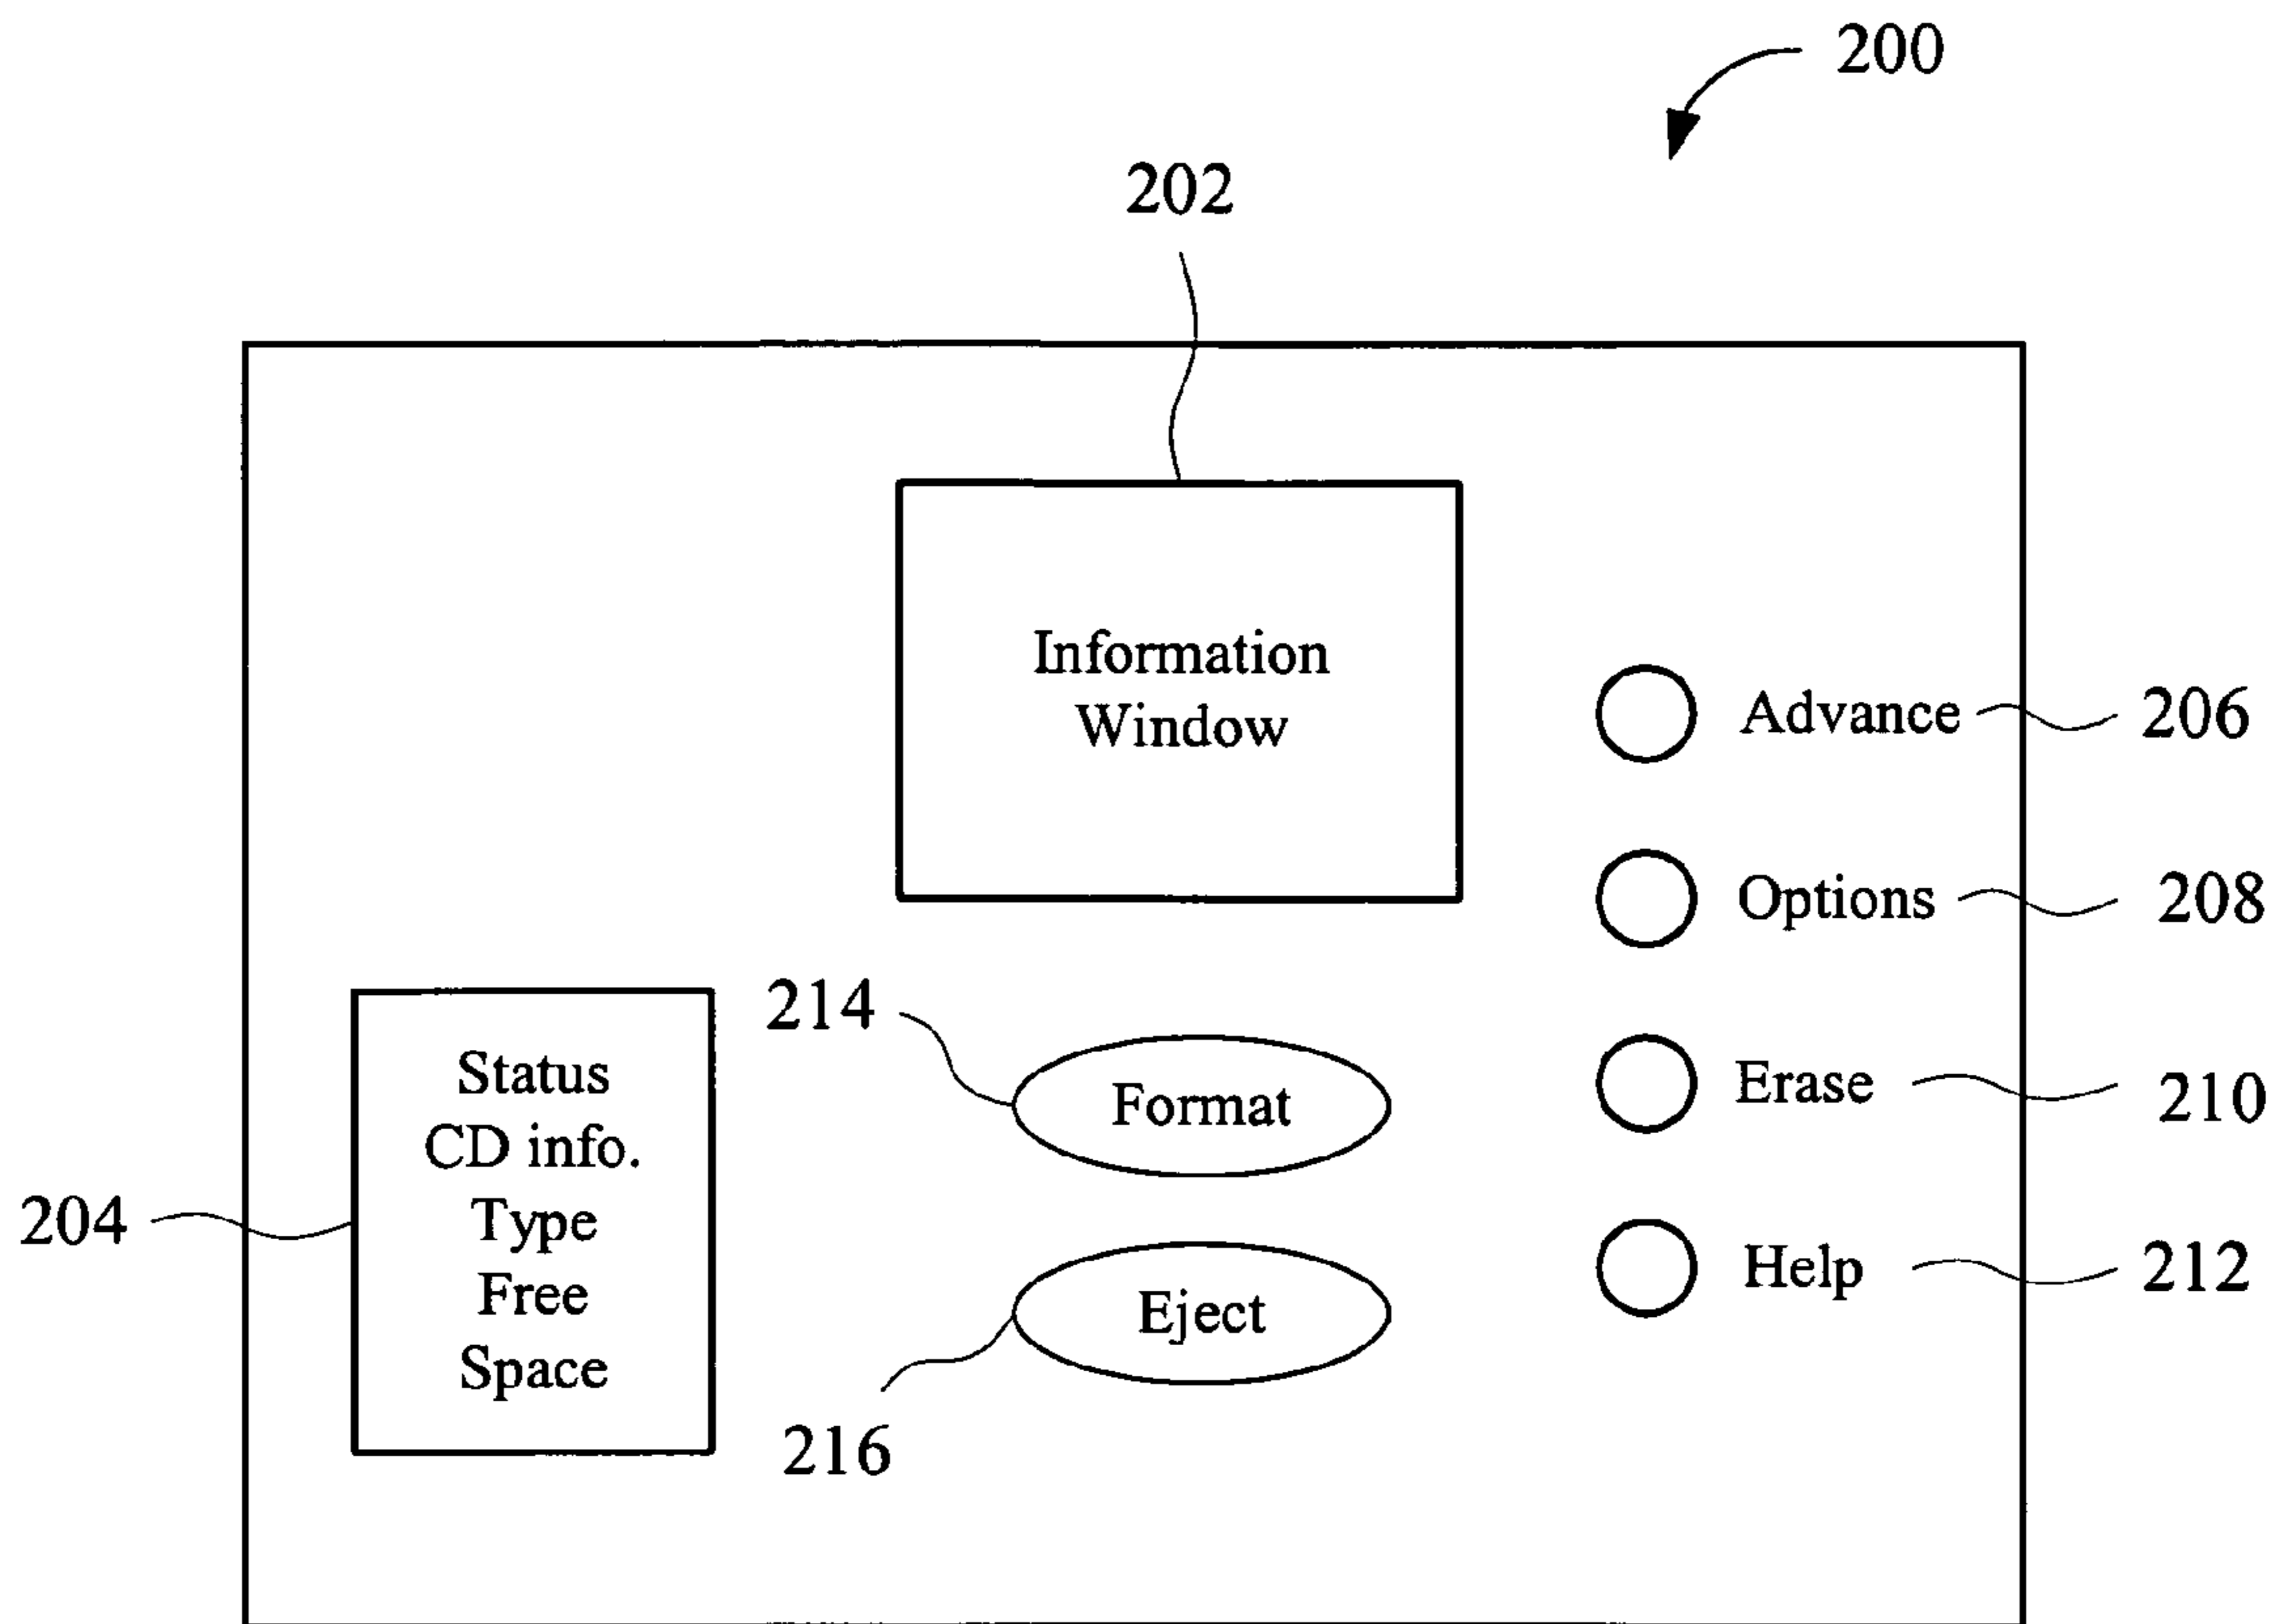 200
202
Information
Window
Advance 206
Options 208
214
Format
Erase 210
Status
CD info.
Type
Free
Space
204
Eject
216
Help 212